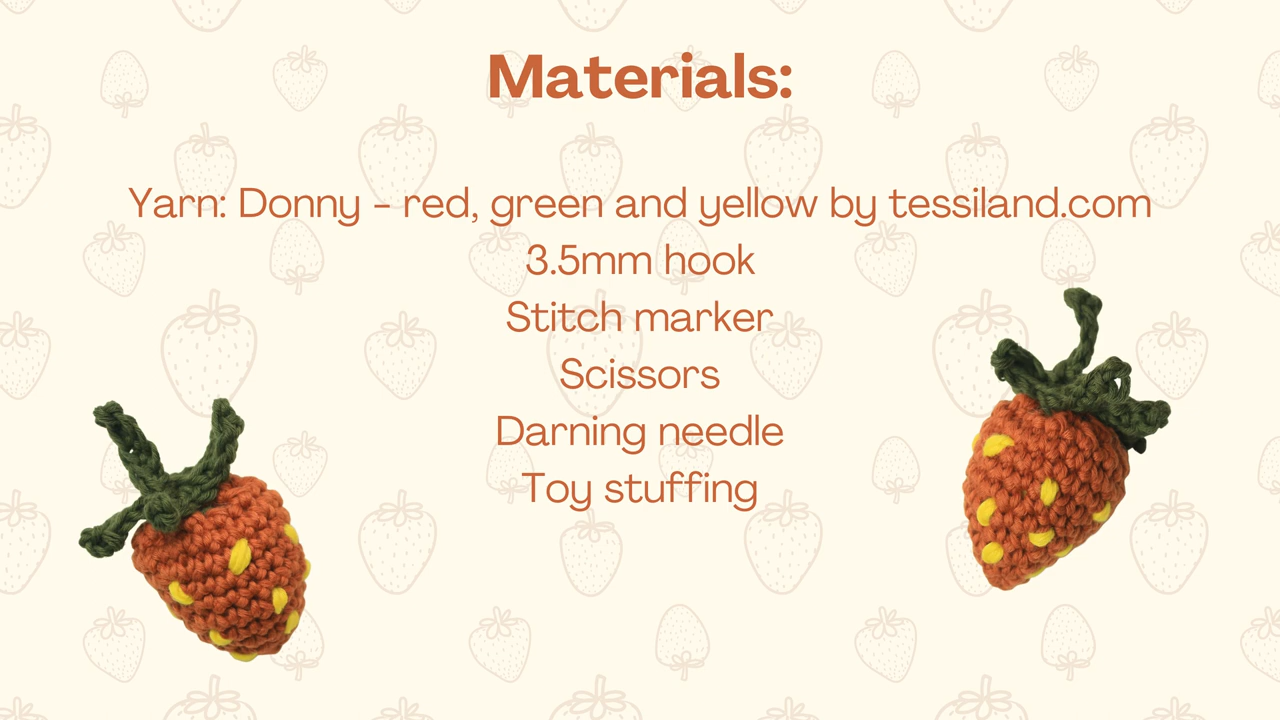 Materials:
Yarn: Donny - red, green and yellow by tessiland.com
3.5mm hook
Stitch marker
Scissors
Darning needle
Toy stuffing